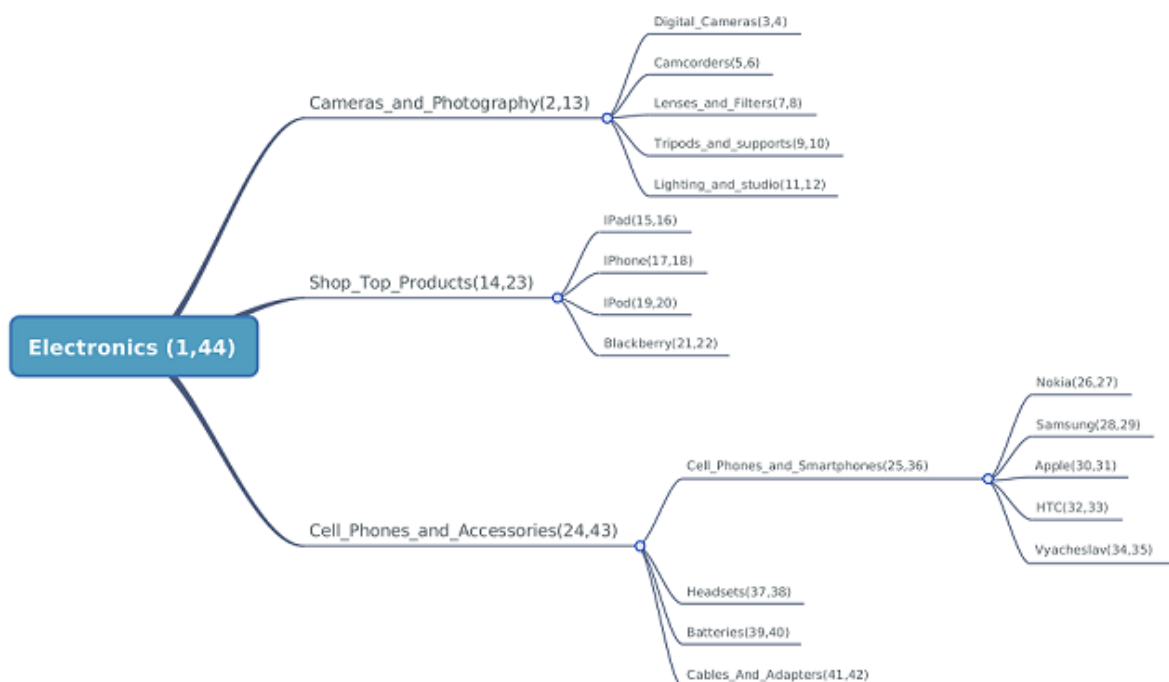 Electronics (1,44)
Cameras_and_Photography(2,13)
Digital_Cameras(3,4)
Camcorders(5,6)
Lenses_and_Filters(7,8)
Tripods_and_supports(9,10)
Lighting_and_studio(11,12)
Shop_Top_Products(14,23)
IPad(15,16)
IPhone(17,18)
IPod(19,20)
Blackberry(21,22)
Cell_Phones_and_Accessories(24,43)
Cell_Phones_and_Smartphones(25,36)
Nokia(26,27)
Samsung(28,29)
Apple(30,31)
HTC(32,33)
Vyacheslav(34,35)
Headsets(37,38)
Batteries(39,40)
Cables_And_Adapters(41,42)